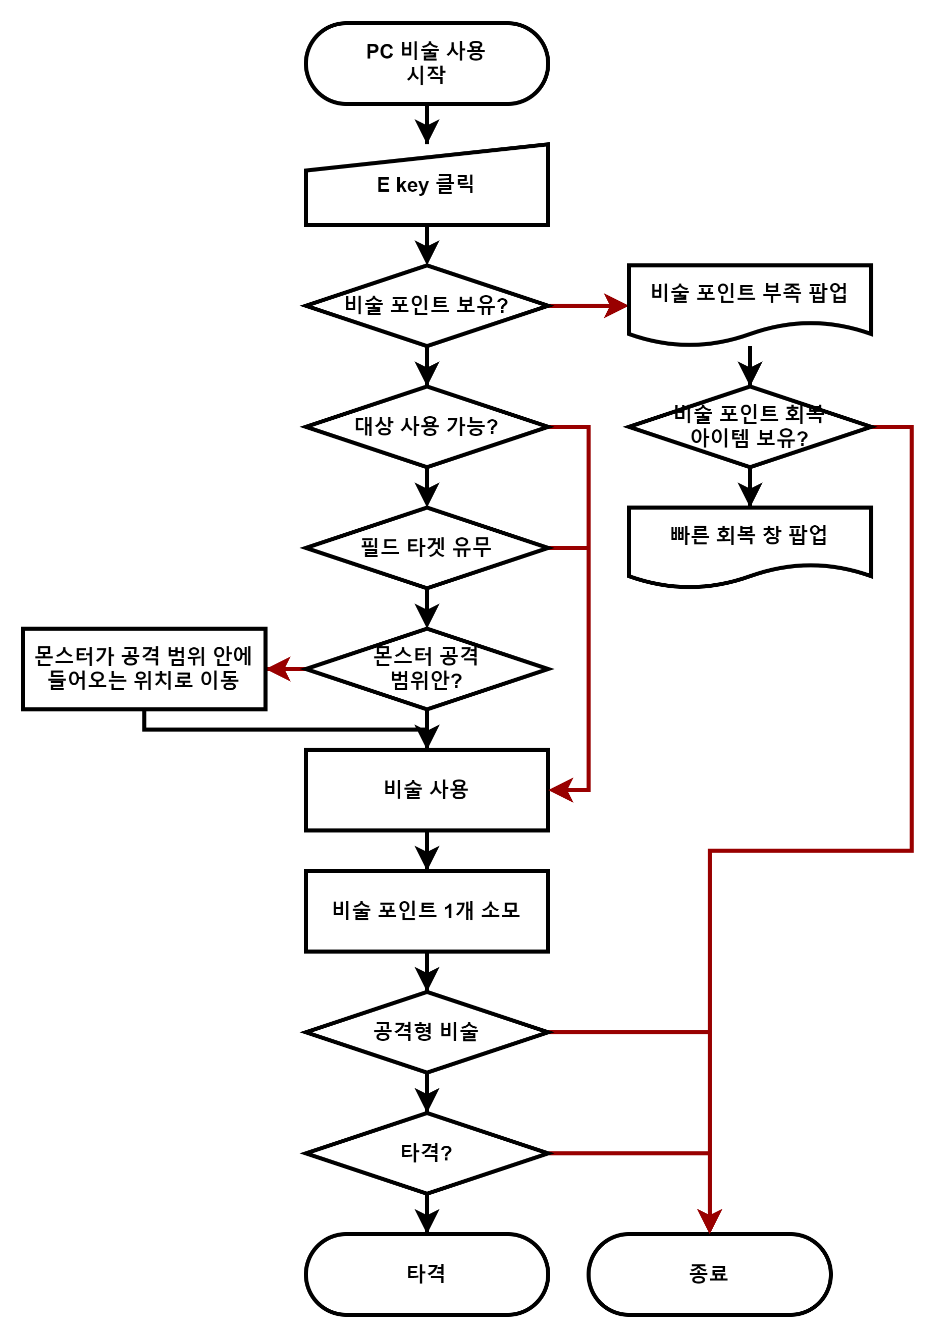 PC 비술 사용
시작
E key 클릭
비술 포인트 보유?
비술 포인트 부족 팝업
대상 사용 가능?
비술 포인트 회복
아이템 보유?
필드 타겟 유무
빠른 회복 창 팝업
몬스터가 공격 범위 안에
들어오는 위치로 이동
몬스터 공격
범위안?
비술 사용
비술 포인트 1개 소모
공격형 비술
타격?
타격
종료